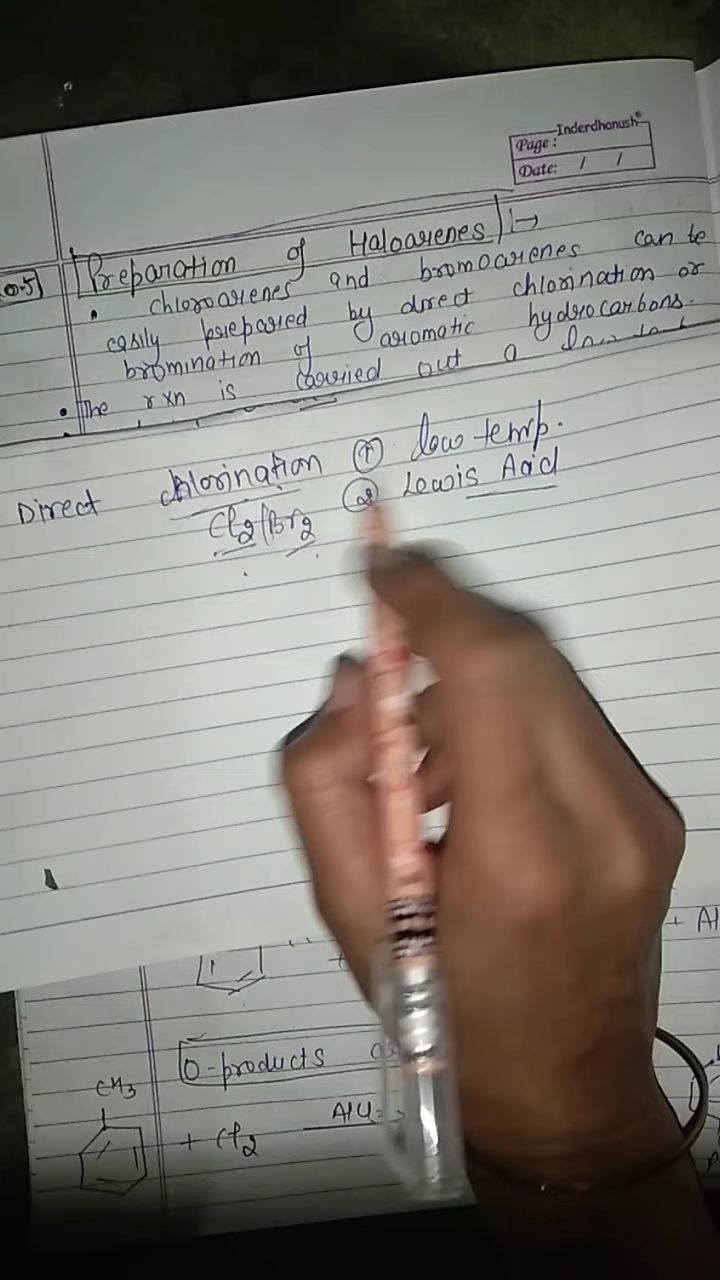 Inderdhanush®
Page :
Date: / /
Preparation of Haloarenes :→
• chloroarenes and bromoarenes can be
easily prepared by direct chlorination or
bromination of aromatic hydrocarbons.
• The rxn is carried out a
Direct chlorination ① low temp.
Cl2/Br2 ② Lewis Acid
+ Al
O-products
CH3
+ Cl2